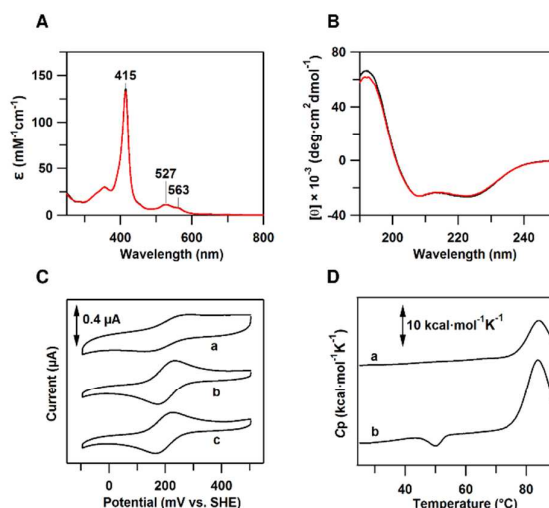 A
B
415
527
563
ε (mM⁻¹cm⁻¹)
150
100
50
0
400
600
800
Wavelength (nm)
[θ] × 10⁻³ (deg·cm²dmol⁻¹)
80
40
0
-40
200
220
240
Wavelength (nm)
C
D
0.4 μA
a
b
c
Current (μA)
0
200
400
Potential (mV vs. SHE)
10 kcal·mol⁻¹K⁻¹
a
b
Cp (kcal·mol⁻¹K⁻¹)
40
60
80
Temperature (°C)